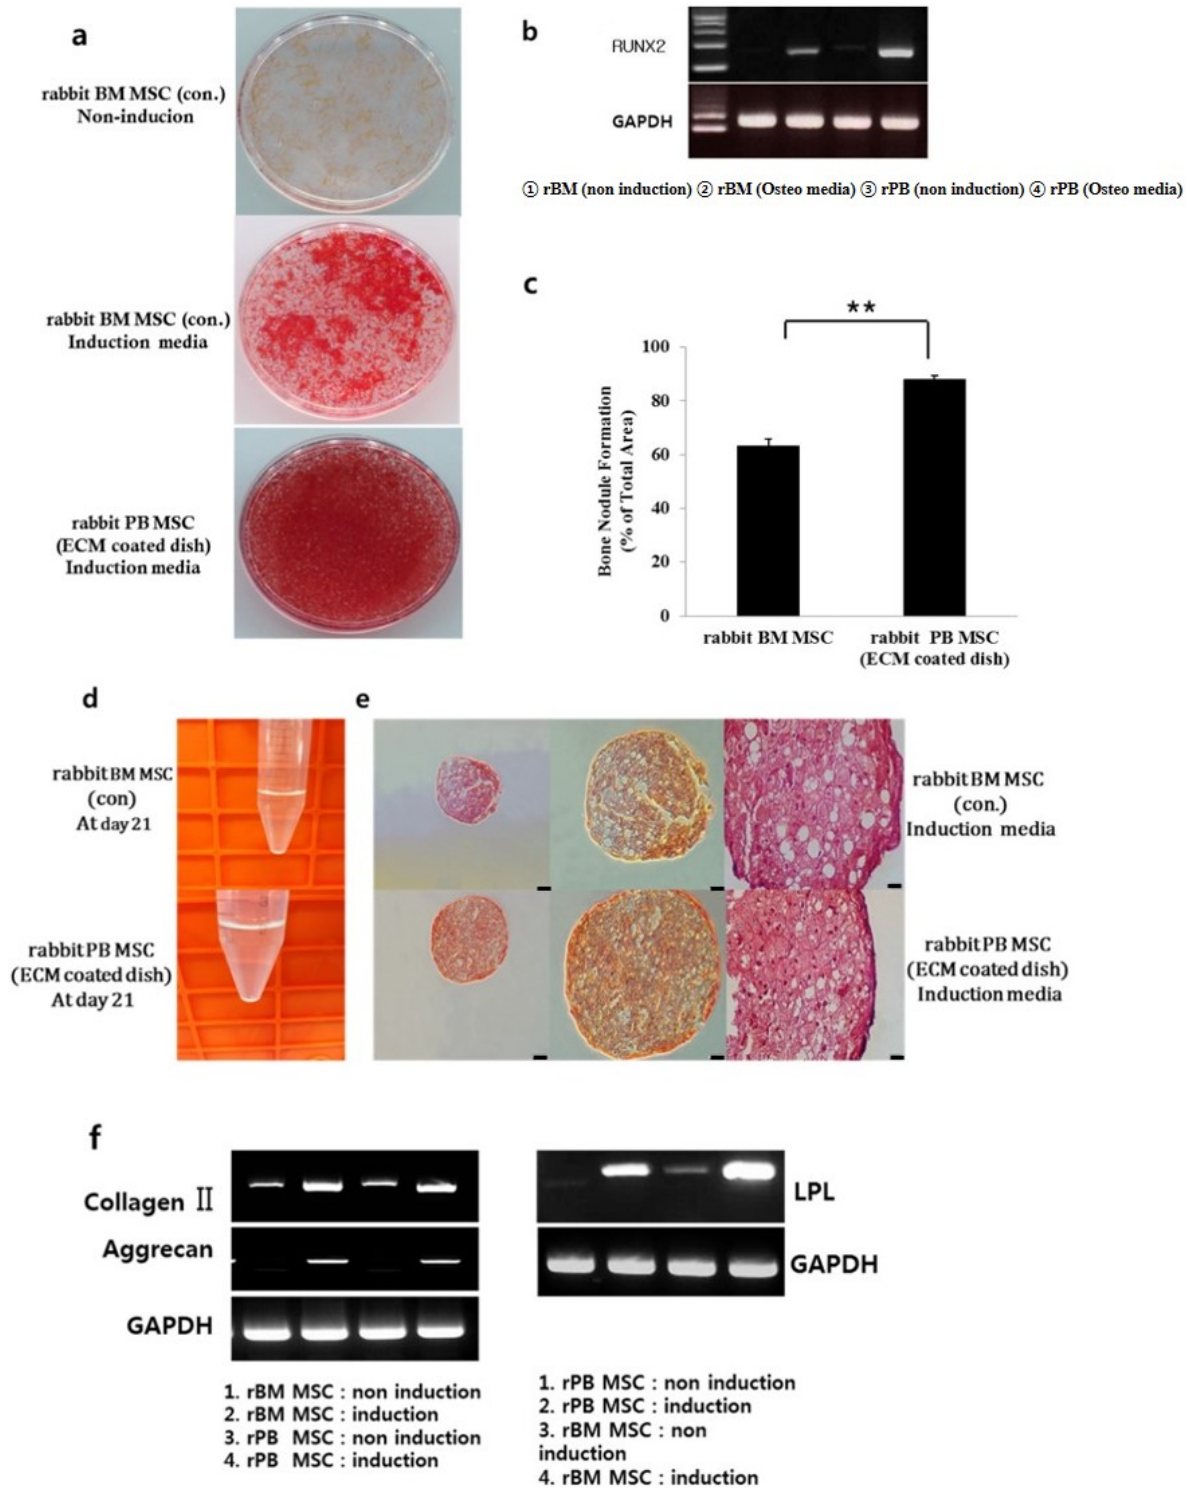 a
rabbit BM MSC (con.)
Non-inducion
rabbit BM MSC (con.)
Induction media
rabbit PB MSC
(ECM coated dish)
Induction media
b
RUNX2
GAPDH
① rBM (non induction) ② rBM (Osteo media) ③ rPB (non induction) ④ rPB (Osteo media)
c
**
Bone Nodule Formation
(% of Total Area)
100
80
60
40
20
0
rabbit BM MSC
rabbit PB MSC
(ECM coated dish)
d
rabbit BM MSC
(con)
At day 21
rabbit PB MSC
(ECM coated dish)
At day 21
e
rabbit BM MSC
(con.)
Induction media
rabbit PB MSC
(ECM coated dish)
Induction media
f
Collagen Ⅱ
Aggrecan
GAPDH
1. rBM MSC : non induction
2. rBM MSC : induction
3. rPB MSC : non induction
4. rPB MSC : induction
LPL
GAPDH
1. rPB MSC : non induction
2. rPB MSC : induction
3. rBM MSC : non
induction
4. rBM MSC : induction